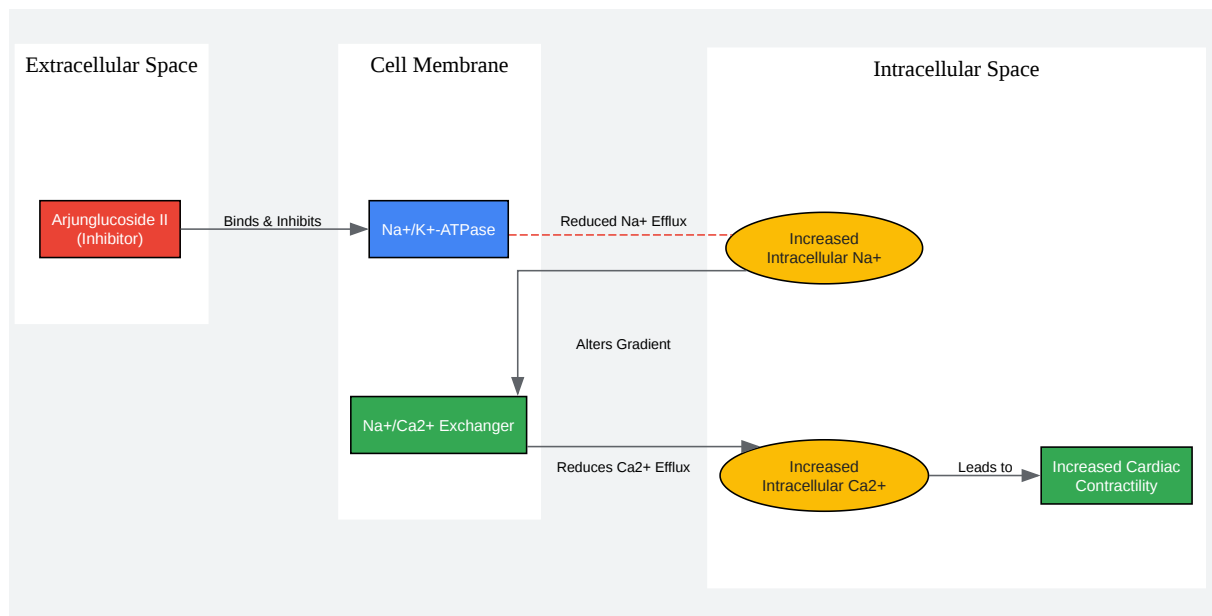 Extracellular Space
Cell Membrane
Intracellular Space
Arjunglucoside II
(Inhibitor)
Binds & Inhibits
Na+/K+-ATPase
Reduced Na+ Efflux
Increased
Intracellular Na+
Alters Gradient
Na+/Ca2+ Exchanger
Reduces Ca2+ Efflux
Increased
Intracellular Ca2+
Leads to
Increased Cardiac
Contractility